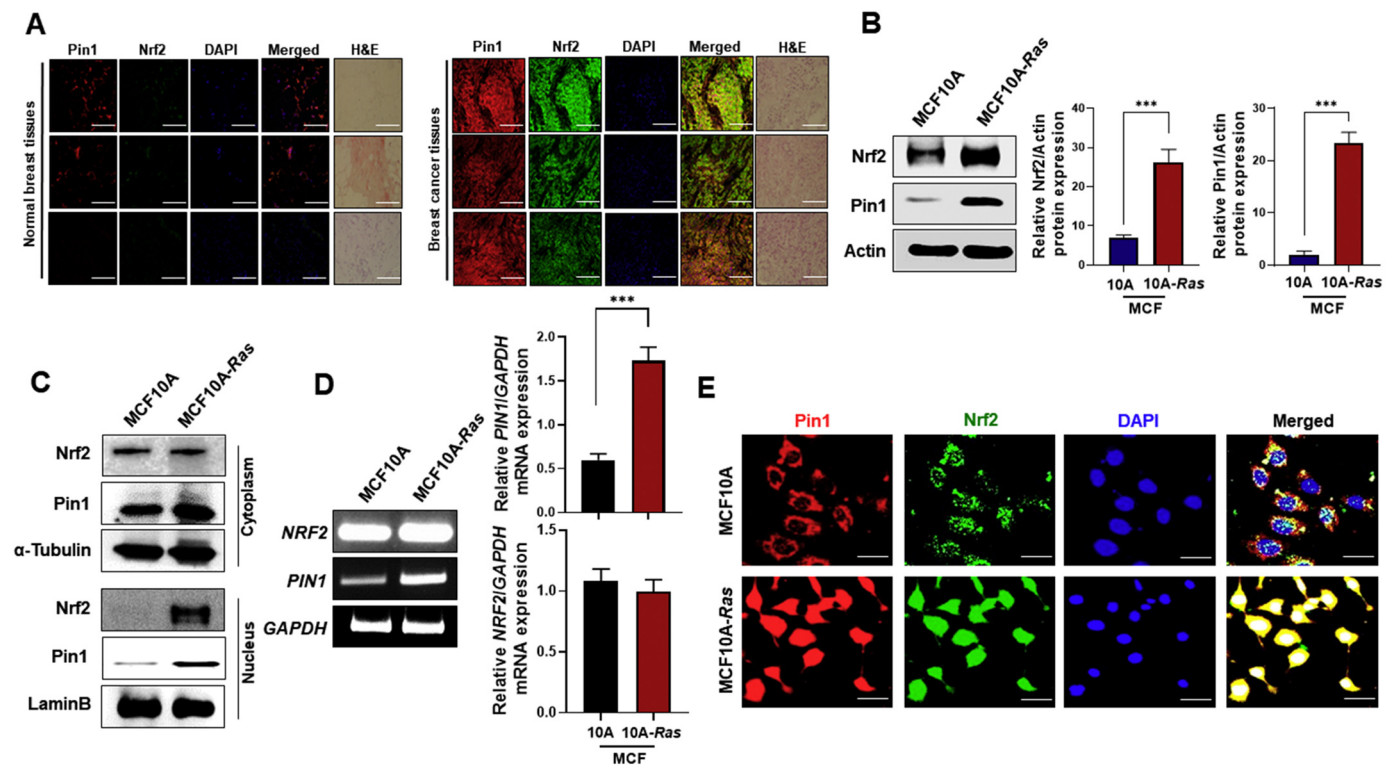 A
Pin1 Nrf2 DAPI Merged H&E
Normal breast tissues
Pin1 Nrf2 DAPI Merged H&E
Breast cancer tissues
B
MCF10A
MCF10A-Ras
Nrf2
Pin1
Actin
Relative Nrf2/Actin
protein expression
40
30
20
10
0
***
10A 10A-Ras
MCF
Relative Pin1/Actin
protein expression
30
20
10
0
***
10A 10A-Ras
MCF
C
MCF10A
MCF10A-Ras
Nrf2
Pin1
α-Tubulin
Cytoplasm
Nrf2
Pin1
LaminB
Nucleus
D
MCF10A
MCF10A-Ras
NRF2
PIN1
GAPDH
Relative PIN1/GAPDH
mRNA expression
2.0
1.5
1.0
0.5
0.0
***
Relative NRF2/GAPDH
mRNA expression
1.5
1.0
0.5
0.0
10A 10A-Ras
MCF
E
Pin1 Nrf2 DAPI Merged
MCF10A
MCF10A-Ras